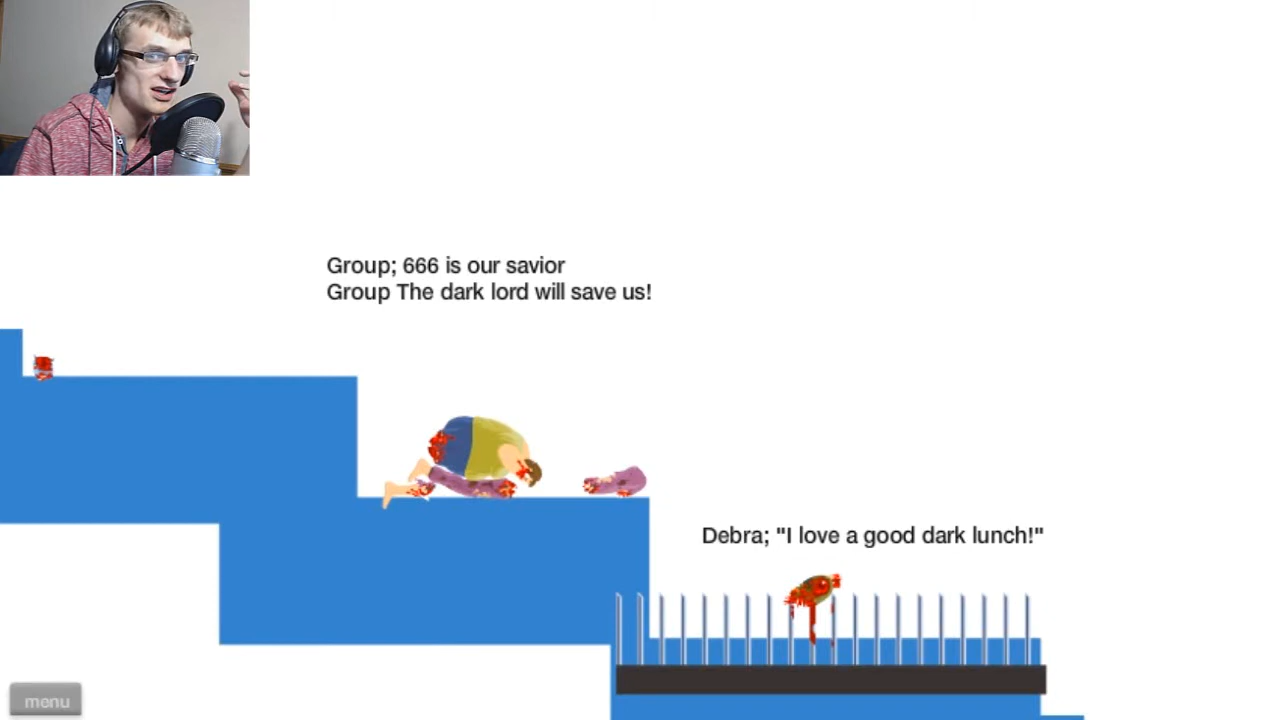 Group; 666 is our savior
Group The dark lord will save us!
Debra; "I love a good dark lunch!"
menu